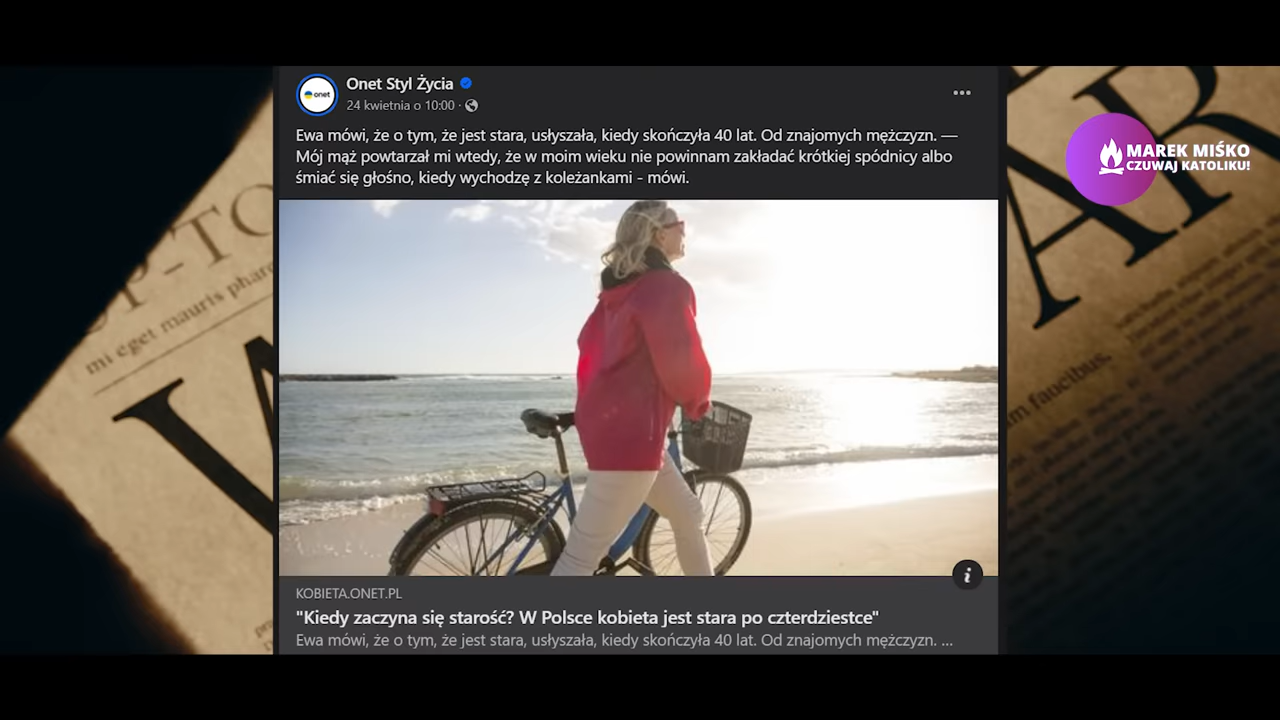 Onet Styl Życia
onet
24 kwietnia o 10:00 ·
Ewa mówi, że o tym, że jest stara, usłyszała, kiedy skończyła 40 lat. Od znajomych mężczyzn. —
Mój mąż powtarzał mi wtedy, że w moim wieku nie powinnam zakładać krótkiej spódnicy albo
śmiać się głośno, kiedy wychodzę z koleżankami - mówi.
MAREK MIŚKO
CZUWAJ KATOLIKU!
mi eget mauris phare
W
AR
m faucibus,
i
KOBIETA.ONET.PL
"Kiedy zaczyna się starość? W Polsce kobieta jest stara po czterdziestce"
Ewa mówi, że o tym, że jest stara, usłyszała, kiedy skończyła 40 lat. Od znajomych mężczyzn. ...